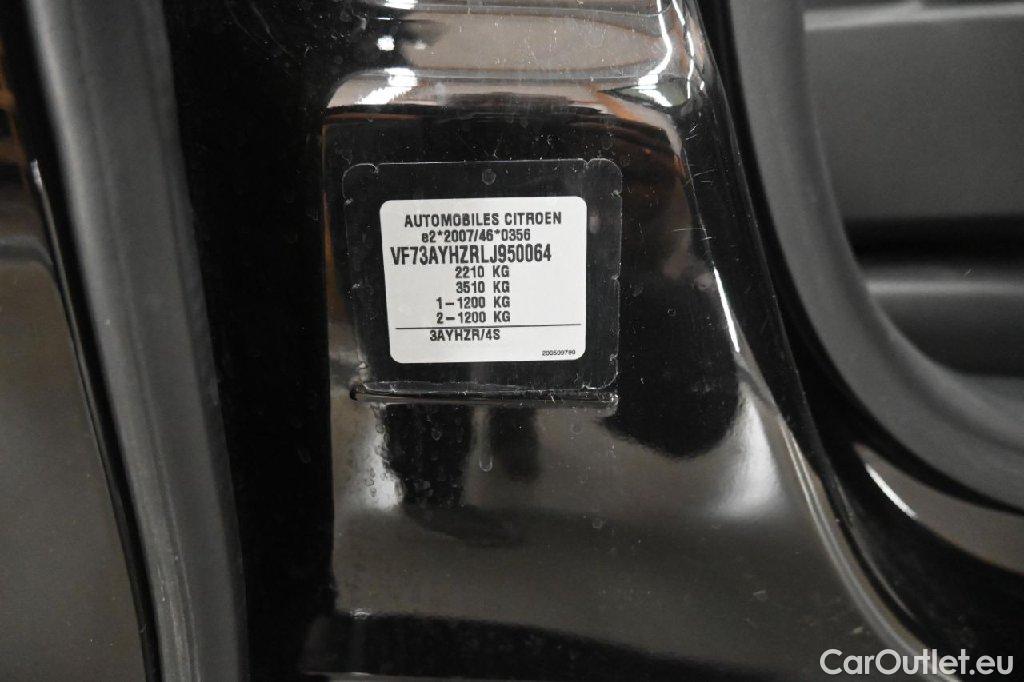 AUTOMOBILES CITROEN
e2*2007/46*0356
VF73AYHZRLJ950064
2210 KG
3510 KG
1-1200 KG
2-1200 KG
3AYHZR/4S
200509799
CarOutlet.eu